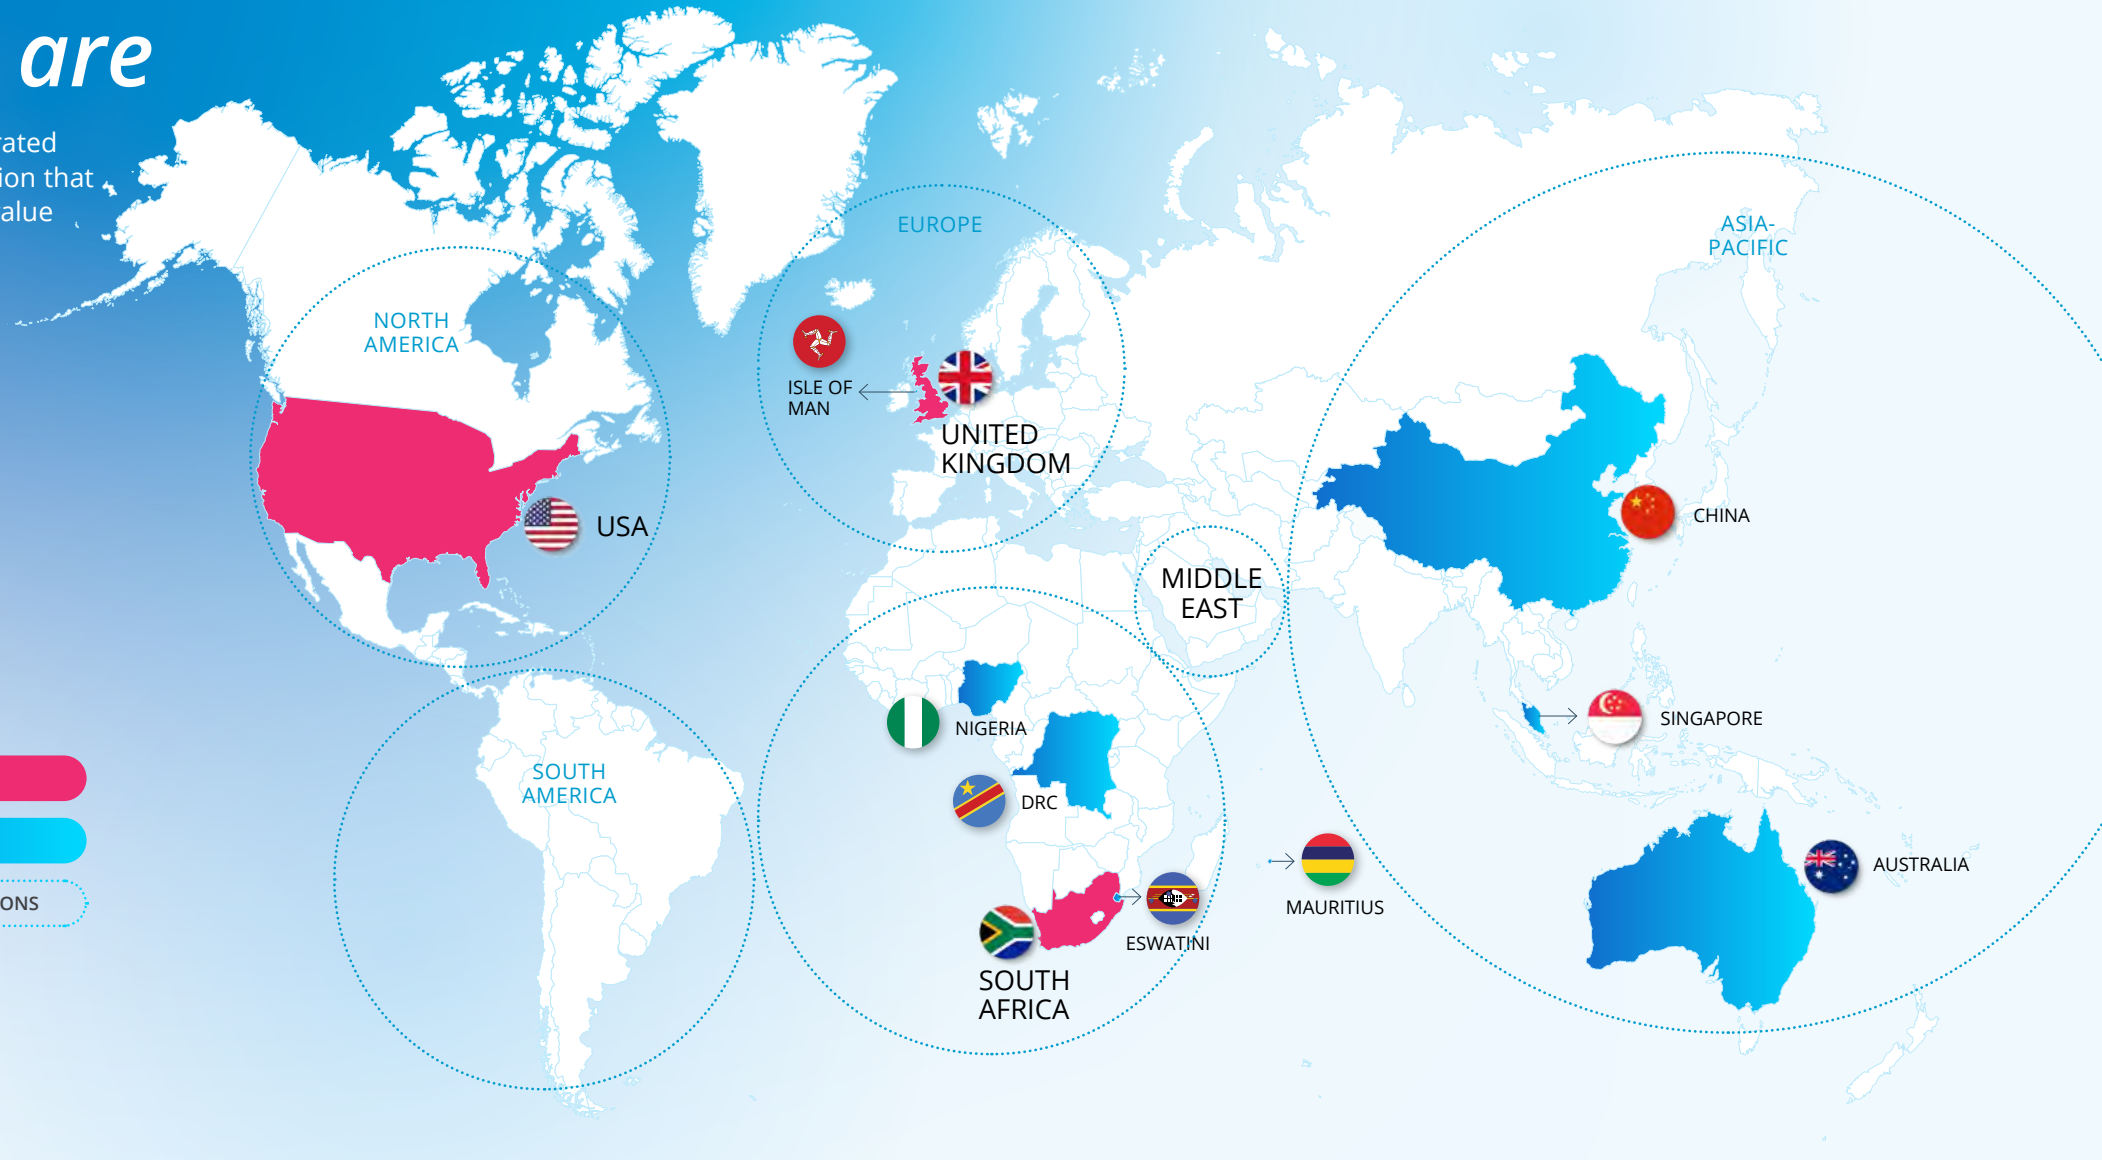 are
rated
ion that
alue
EUROPE
ASIA-
PACIFIC
NORTH
AMERICA
ISLE OF
MAN
UNITED
KINGDOM
USA
CHINA
MIDDLE
EAST
NIGERIA
SINGAPORE
SOUTH
AMERICA
DRC
AUSTRALIA
MAURITIUS
ONS
ESWATINI
SOUTH
AFRICA